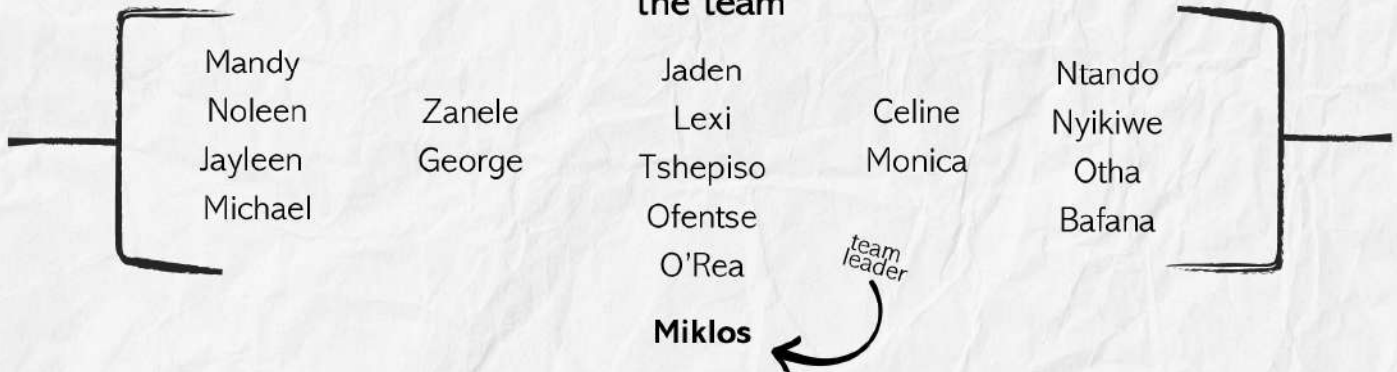 the team
Mandy
Noleen
Jayleen
Michael
Zanele
George
Jaden
Lexi
Tshepiso
Ofentse
O'Rea
Miklos
Celine
Monica
team
leader
Ntando
Nyikiwe
Otha
Bafana